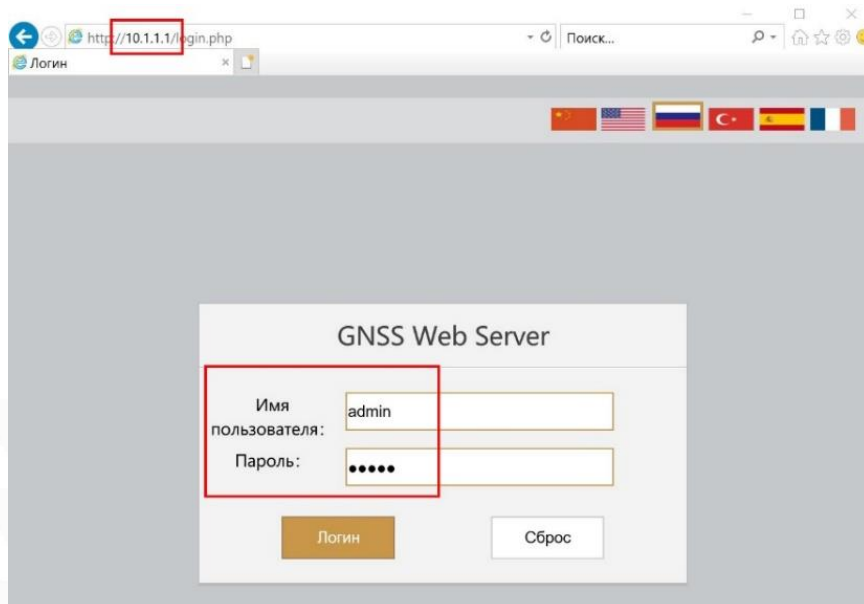 http://10.1.1.1/login.php
Поиск...
Логин
GNSS Web Server
Имя
пользователя:
admin
Пароль:
•••••
Логин
Сброс